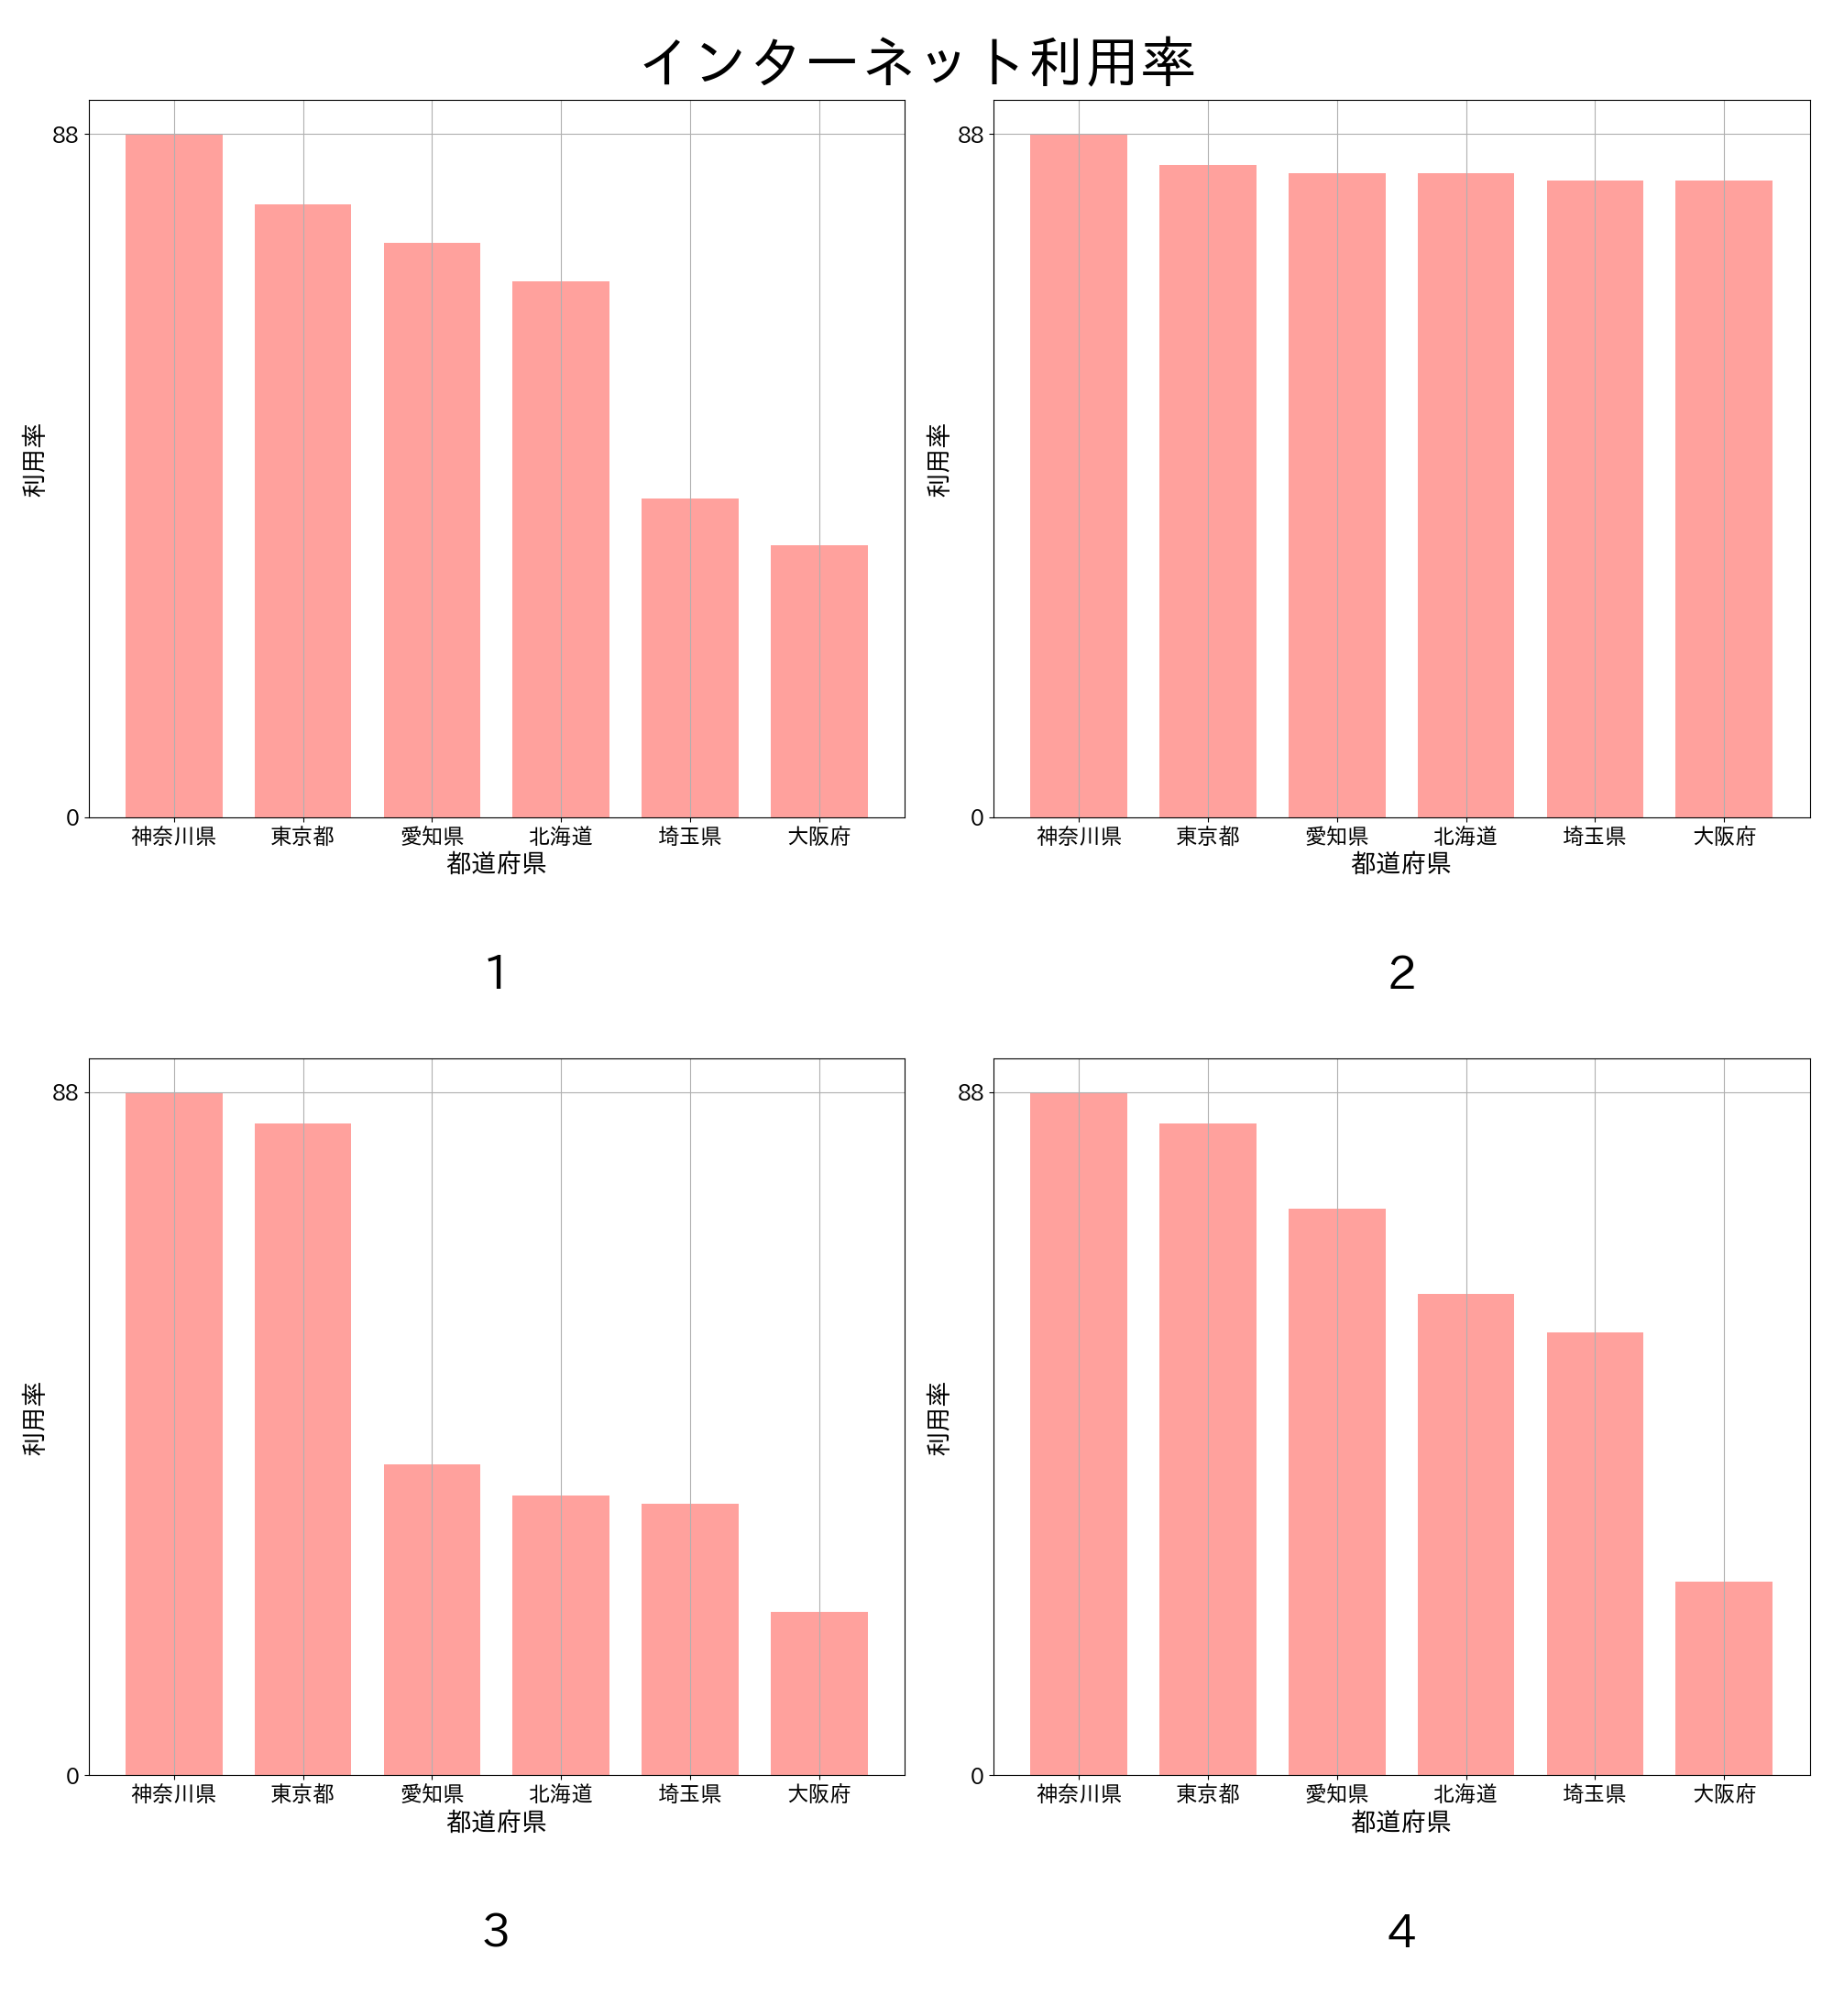 インターネット利用率
88
利用率
0
神奈川県 東京都 愛知県 北海道 埼玉県 大阪府
都道府県
1
88
利用率
0
神奈川県 東京都 愛知県 北海道 埼玉県 大阪府
都道府県
2
88
利用率
0
神奈川県 東京都 愛知県 北海道 埼玉県 大阪府
都道府県
3
88
利用率
0
神奈川県 東京都 愛知県 北海道 埼玉県 大阪府
都道府県
4